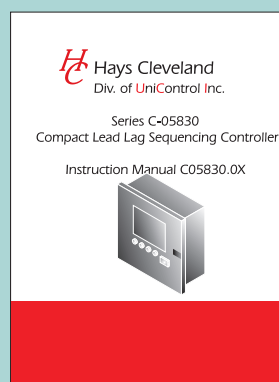 HC Hays Cleveland
Div. of UniControl Inc.
Series C-05830
Compact Lead Lag Sequencing Controller
Instruction Manual C05830.0X